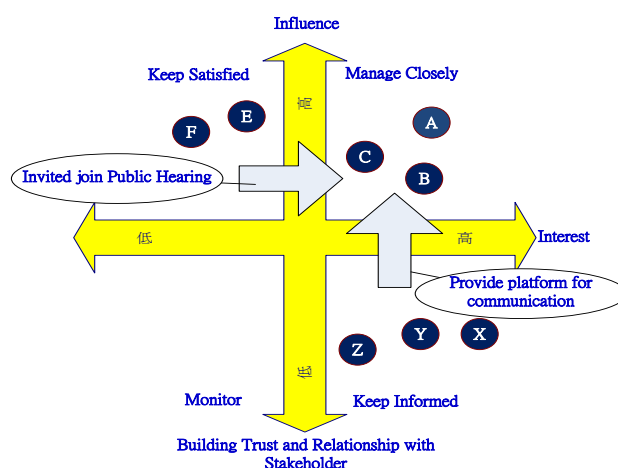 Influence
Keep Satisfied
Manage Closely
高
A
E
F
C
B
Invited join Public Hearing
低
高
Interest
Provide platform for
communication
X
Y
Z
低
Monitor
Keep Informed
Building Trust and Relationship with
Stakeholder